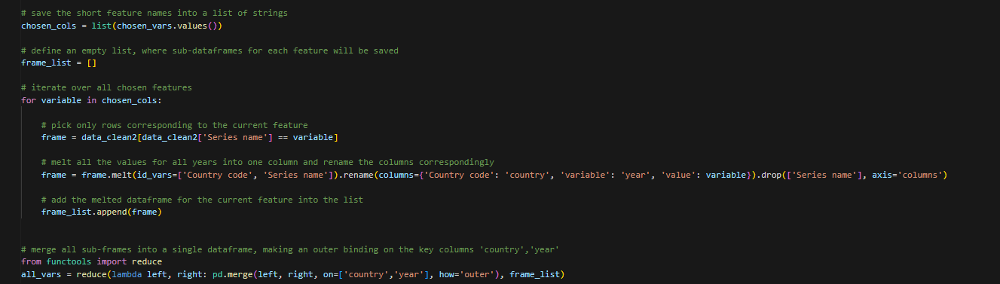 # save the short feature names into a list of strings
chosen_cols = list(chosen_vars.values())
# define an empty list, where sub-dataframes for each feature will be saved
frame_list = []
# iterate over all chosen features
for variable in chosen_cols:
# pick only rows corresponding to the current feature
frame = data_clean2[data_clean2['Series name'] == variable]
# melt all the values for all years into one column and rename the columns correspondingly
frame = frame.melt(id_vars=['Country code', 'Series name']).rename(columns={'Country code': 'country', 'variable': 'year', 'value': variable}).drop(['Series name'], axis='columns')
# add the melted dataframe for the current feature into the list
frame_list.append(frame)
# merge all sub-frames into a single dataframe, making an outer binding on the key columns 'country','year'
from functools import reduce
all_vars = reduce(lambda left, right: pd.merge(left, right, on=['country','year'], how='outer'), frame_list)